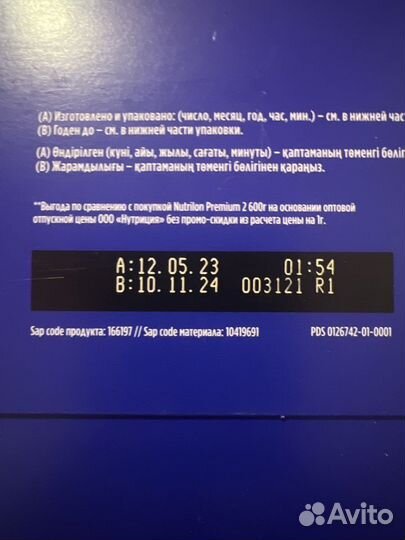 (А) Изготовлено и упаковано: (число, месяц, год, час, мин.) – см. в нижней час
(В) Годен до – см. в нижней части упаковки.
(А) Өндірілген (күні, айы, жылы, сағаты, минуты) – қаптаманың төменгі бөліг
(В) Жарамдылығы – қаптаманың төменгі бөлігінен қараңыз.
**Выгода по сравнению с покупкой Nutrilon Premium 2 600г на основании оптовой
отпускной цены ООО «Нутриция» без промо-скидки из расчета цены на 1г.
A:12.05.23 01:54
B:10.11.24 003121 R1
Sap code продукта: 166197 // Sap code материала: 10419691 PDS 0126742-01-0001
Avito